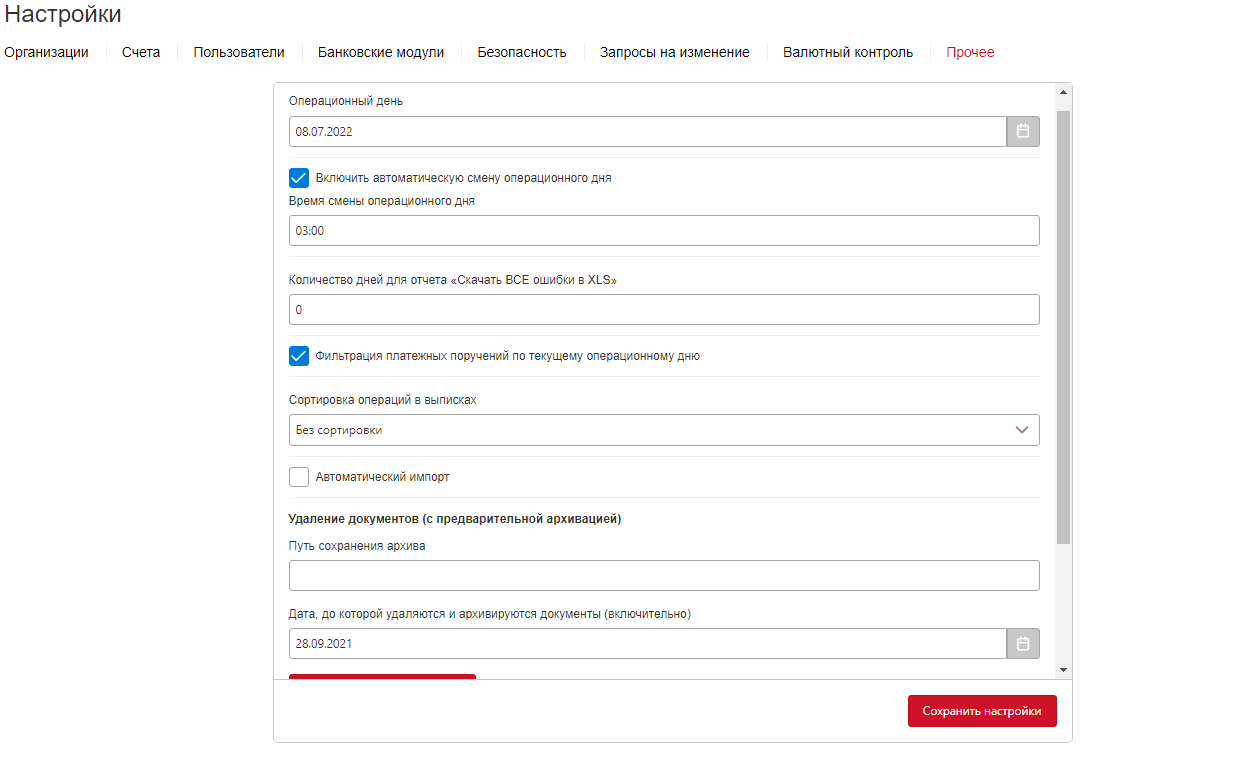 Настройки
Организации Счета Пользователи Банковские модули Безопасность Запросы на изменение Валютный контроль Прочее
Операционный день
08.07.2022
Включить автоматическую смену операционного дня
Время смены операционного дня
03:00
Количество дней для отчета «Скачать ВСЕ ошибки в XLS»
0
Фильтрация платежных поручений по текущему операционному дню
Сортировка операций в выписках
Без сортировки
Автоматический импорт
Удаление документов (с предварительной архивацией)
Путь сохранения архива
Дата, до которой удаляются и архивируются документы (включительно)
28.09.2021
Сохранить настройки